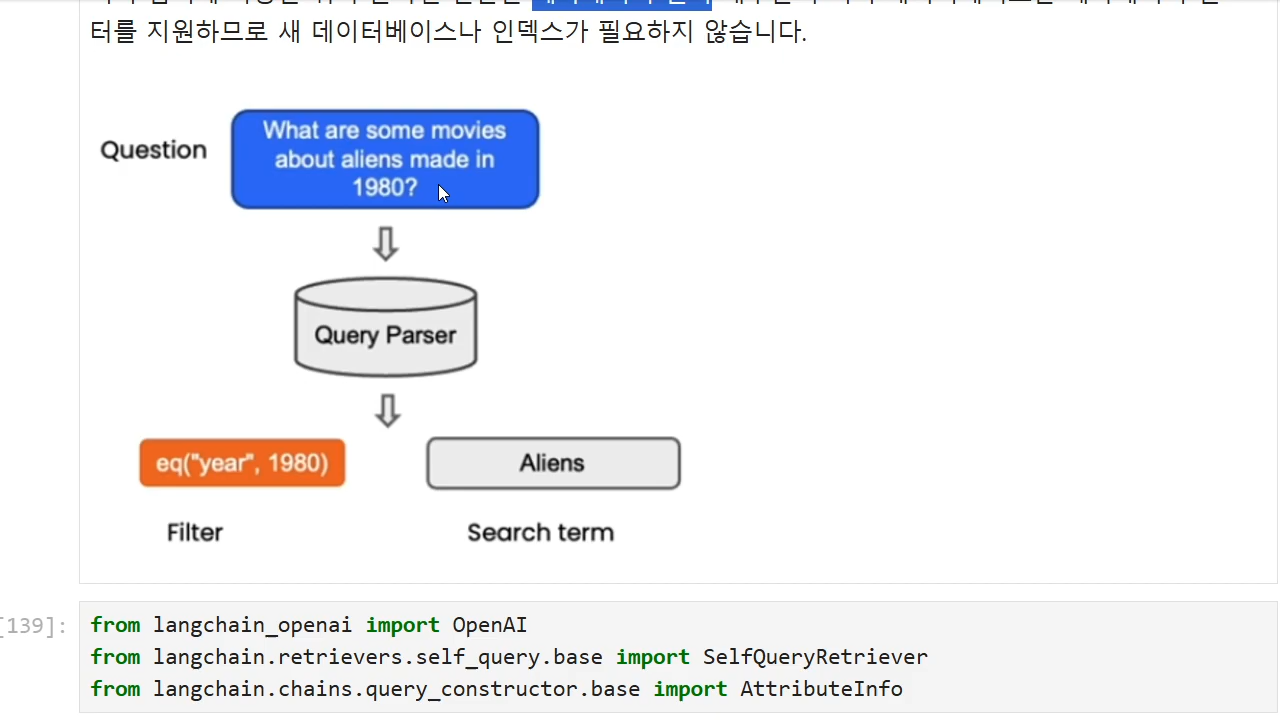 터를 지원하므로 새 데이터베이스나 인덱스가 필요하지 않습니다.
Question
What are some movies
about aliens made in
1980?
Query Parser
eq("year", 1980)
Aliens
Filter
Search term
[139]:
from langchain_openai import OpenAI
from langchain.retrievers.self_query.base import SelfQueryRetriever
from langchain.chains.query_constructor.base import AttributeInfo